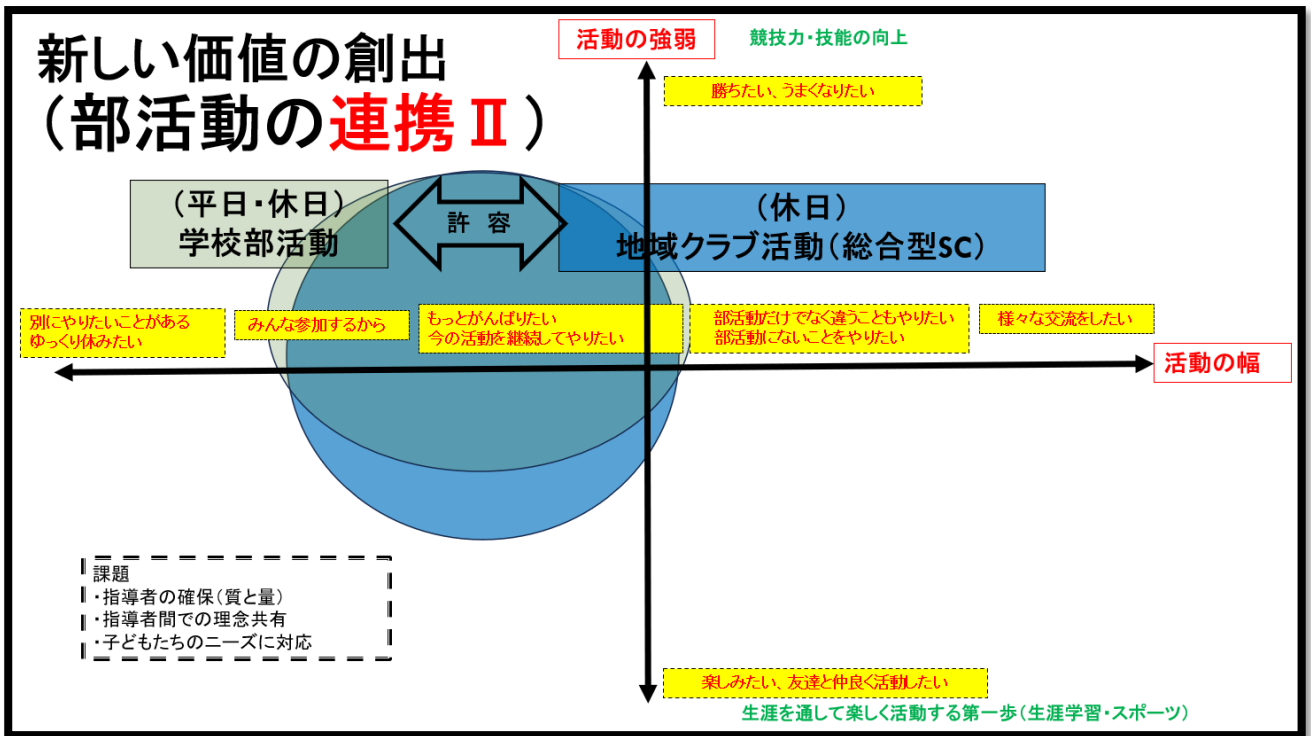 新しい価値の創出
(部活動の連携Ⅱ)
活動の強弱
競技力・技能の向上
勝ちたい、うまくなりたい
(平日・休日)
学校部活動
許 容
(休日)
地域クラブ活動(総合型SC)
別にやりたいことがある
ゆっくり休みたい
みんな参加するから
もっとがんばりたい
今の活動を継続してやりたい
部活動だけでなく違うこともやりたい
部活動にないことをやりたい
様々な交流をしたい
活動の幅
課題
・指導者の確保(質と量)
・指導者間での理念共有
・子どもたちのニーズに対応
楽しみたい、友達と仲良く活動したい
生涯を通して楽しく活動する第一歩(生涯学習・スポーツ)